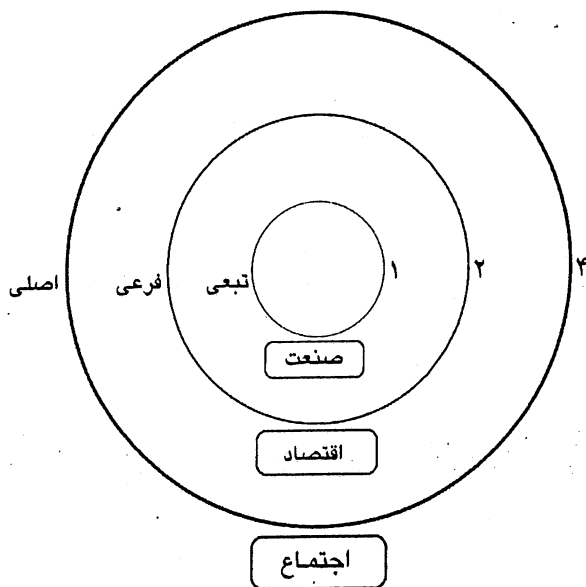 ۱ ۲ ۴
اصلی فرعی تبعی
صنعت
اقتصاد
اجتماع